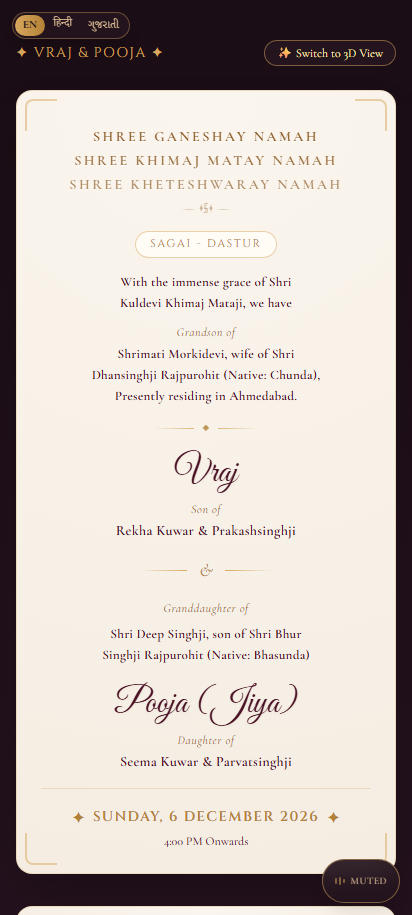 EN हिन्दी ગુજરાતી
VRAJ & POOJA
Switch to 3D View
SHREE GANESHAY NAMAH
SHREE KHIMAJ MATAY NAMAH
SHREE KHETESHWARAY NAMAH
SAGAI - DASTUR
With the immense grace of Shri
Kuldevi Khimaj Mataji, we have
Grandson of
Shrimati Morkidevi, wife of Shri
Dhansinghji Rajpurohit (Native: Chunda),
Presently residing in Ahmedabad.
Vraj
Son of
Rekha Kuwar & Prakashsinghji
&
Granddaughter of
Shri Deep Singhji, son of Shri Bhur
Singhji Rajpurohit (Native: Bhasunda)
Pooja (Jiya)
Daughter of
Seema Kuwar & Parvatsinghji
SUNDAY, 6 DECEMBER 2026
4:00 PM Onwards
MUTED